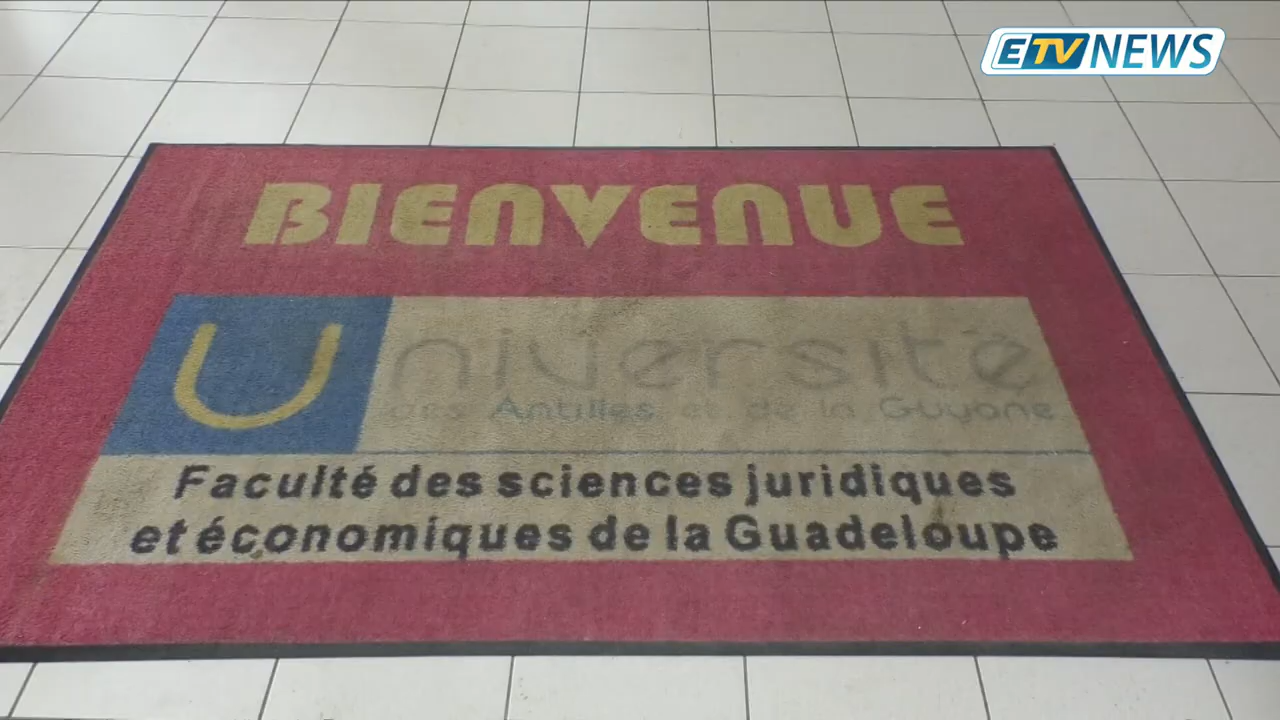 ETV NEWS
BIENVENUE
Université
des Antilles et de la Guyane
Faculté des sciences juridiques
et économiques de la Guadeloupe